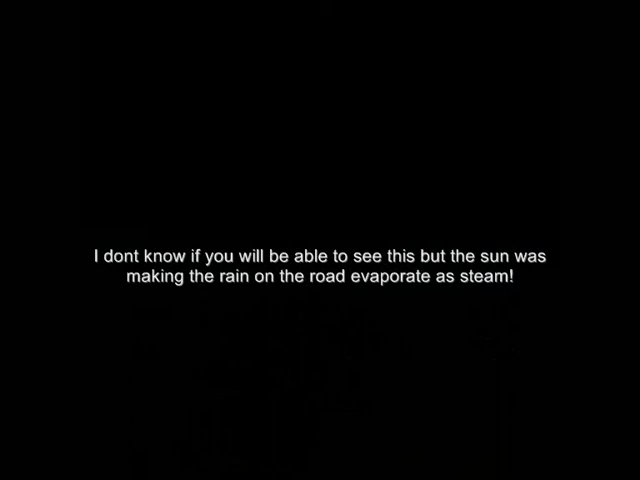 I dont know if you will be able to see this but the sun was
making the rain on the road evaporate as steam!